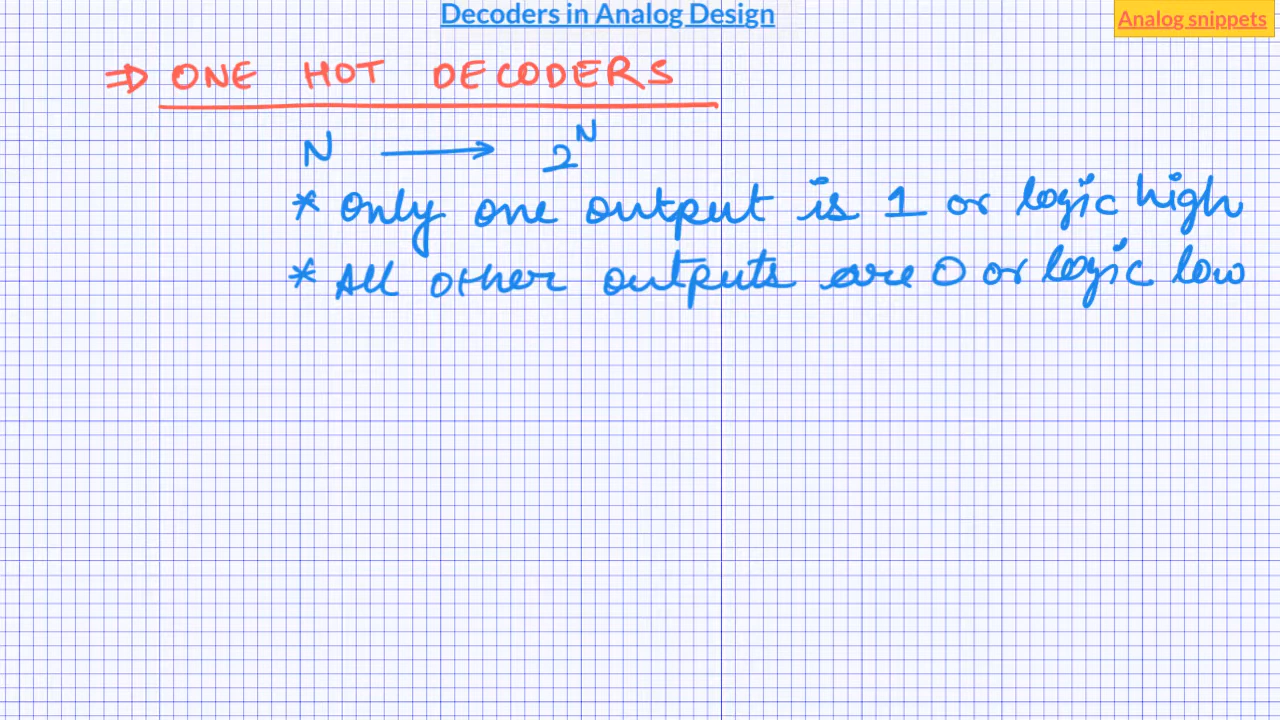 Decoders in Analog Design
Analog snippets
⇒ ONE HOT DECODERS
N → 2^N
* Only one output is 1 or logic high
* All other outputs are 0 or logic low